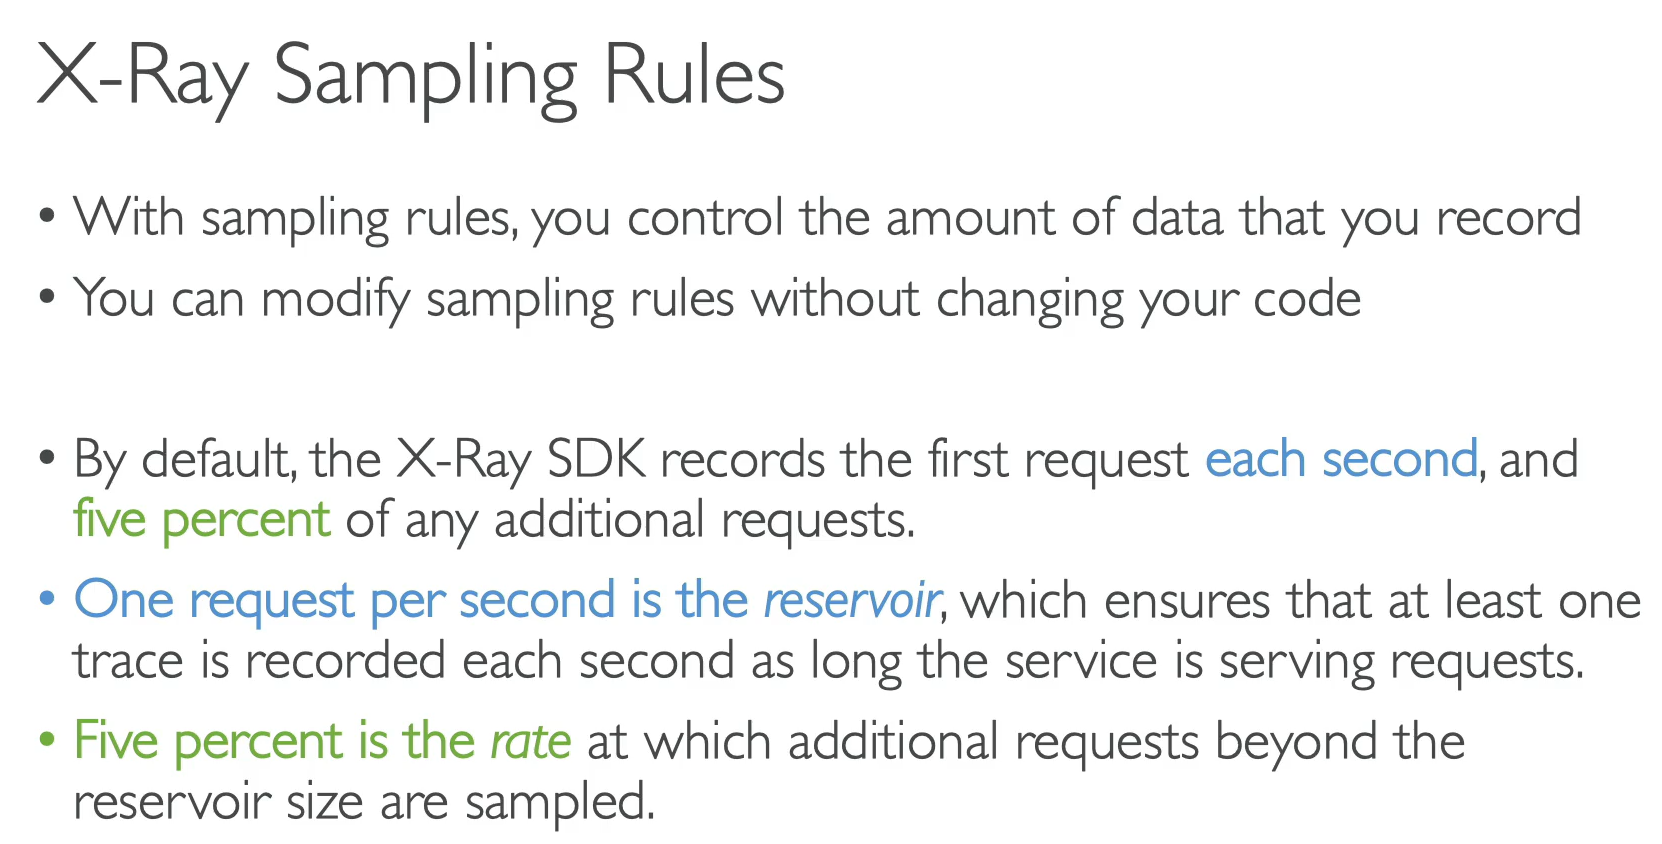 X-Ray Sampling Rules
• With sampling rules, you control the amount of data that you record
• You can modify sampling rules without changing your code
• By default, the X-Ray SDK records the first request each second, and
five percent of any additional requests.
• One request per second is the reservoir, which ensures that at least one
trace is recorded each second as long the service is serving requests.
• Five percent is the rate at which additional requests beyond the
reservoir size are sampled.